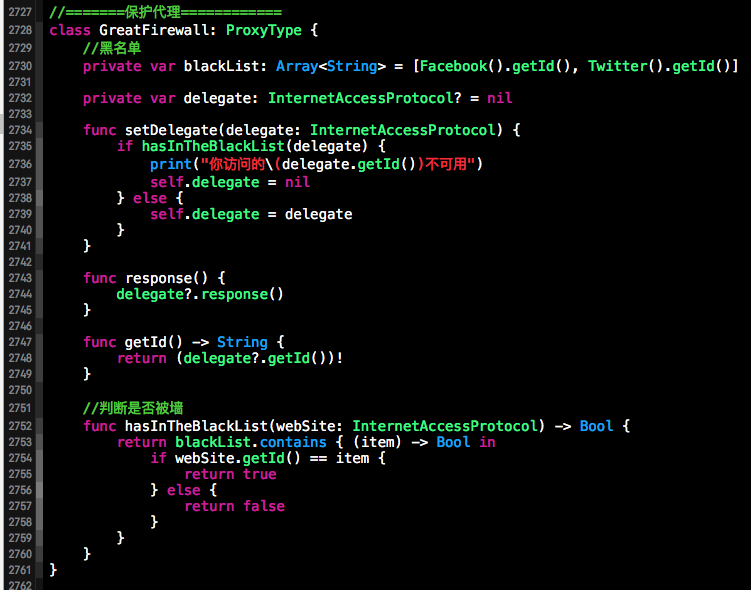 2727 //=======保护代理============
2728 class GreatFirewall: ProxyType {
2729     //黑名单
2730     private var blackList: Array<String> = [Facebook().getId(), Twitter().getId()]
2731
2732     private var delegate: InternetAccessProtocol? = nil
2733
2734     func setDelegate(delegate: InternetAccessProtocol) {
2735         if hasInTheBlackList(delegate) {
2736             print("你访问的\(delegate.getId())不可用")
2737             self.delegate = nil
2738         } else {
2739             self.delegate = delegate
2740         }
2741     }
2742
2743     func response() {
2744         delegate?.response()
2745     }
2746
2747     func getId() -> String {
2748         return (delegate?.getId())!
2749     }
2750
2751     //判断是否被墙
2752     func hasInTheBlackList(webSite: InternetAccessProtocol) -> Bool {
2753         return blackList.contains { (item) -> Bool in
2754             if webSite.getId() == item {
2755                 return true
2756             } else {
2757                 return false
2758             }
2759         }
2760     }
2761 }
2762